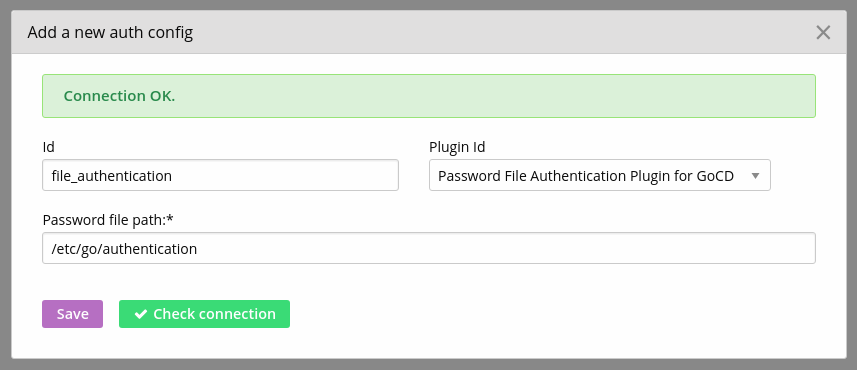 Add a new auth config
Connection OK.
Id
Plugin Id
file_authentication
Password File Authentication Plugin for GoCD
Password file path:*
/etc/go/authentication
Save
Check connection